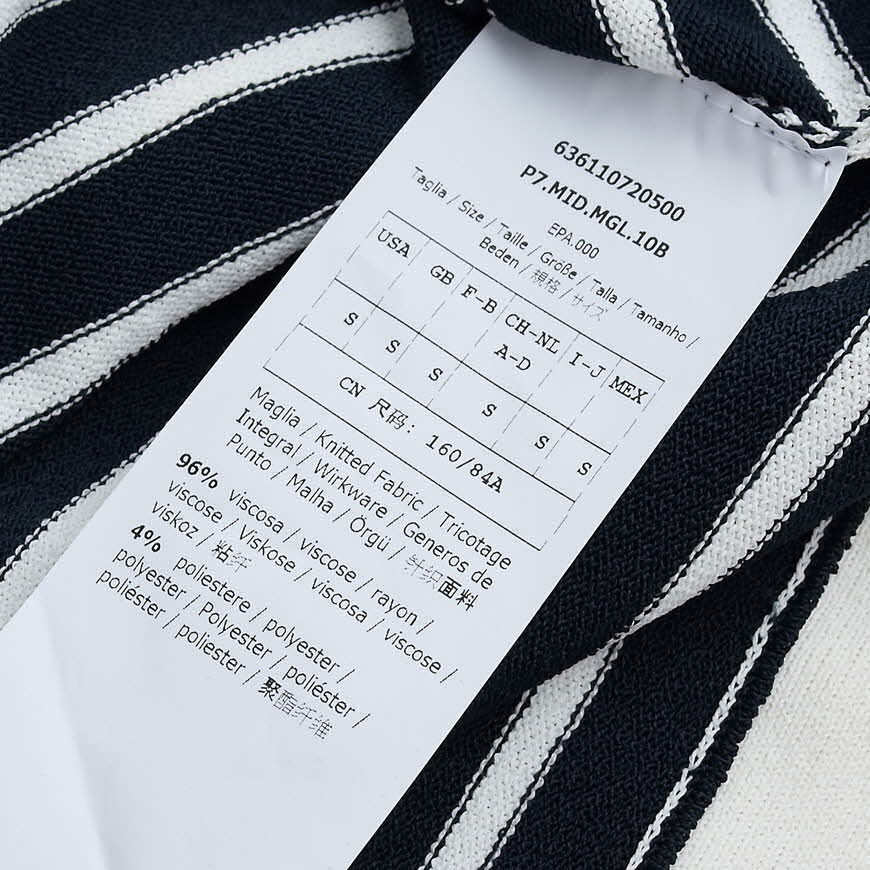 636110720500
P7.MID.MGL.10B
EPA.000
Taglia / Size / Taille / Größe / Talla / Tamanho /
Beden / 規格 / サイズ
USA GB F-B CH-NL A-D I-J MEX
S S S S S S
CN 尺码: 160/84A
Maglia / Knitted Fabric / Tricotage
Integral / Wirkware / Generos de
Punto / Malha / Örgü / 针织面料
96% viscosa / viscose / rayon /
viscose / Viskose / viscosa / viscose /
viskoz / 粘纤
4% poliestere / polyester /
polyester / Polyester / poliéster /
poliéster / poliester / 聚酯纤维